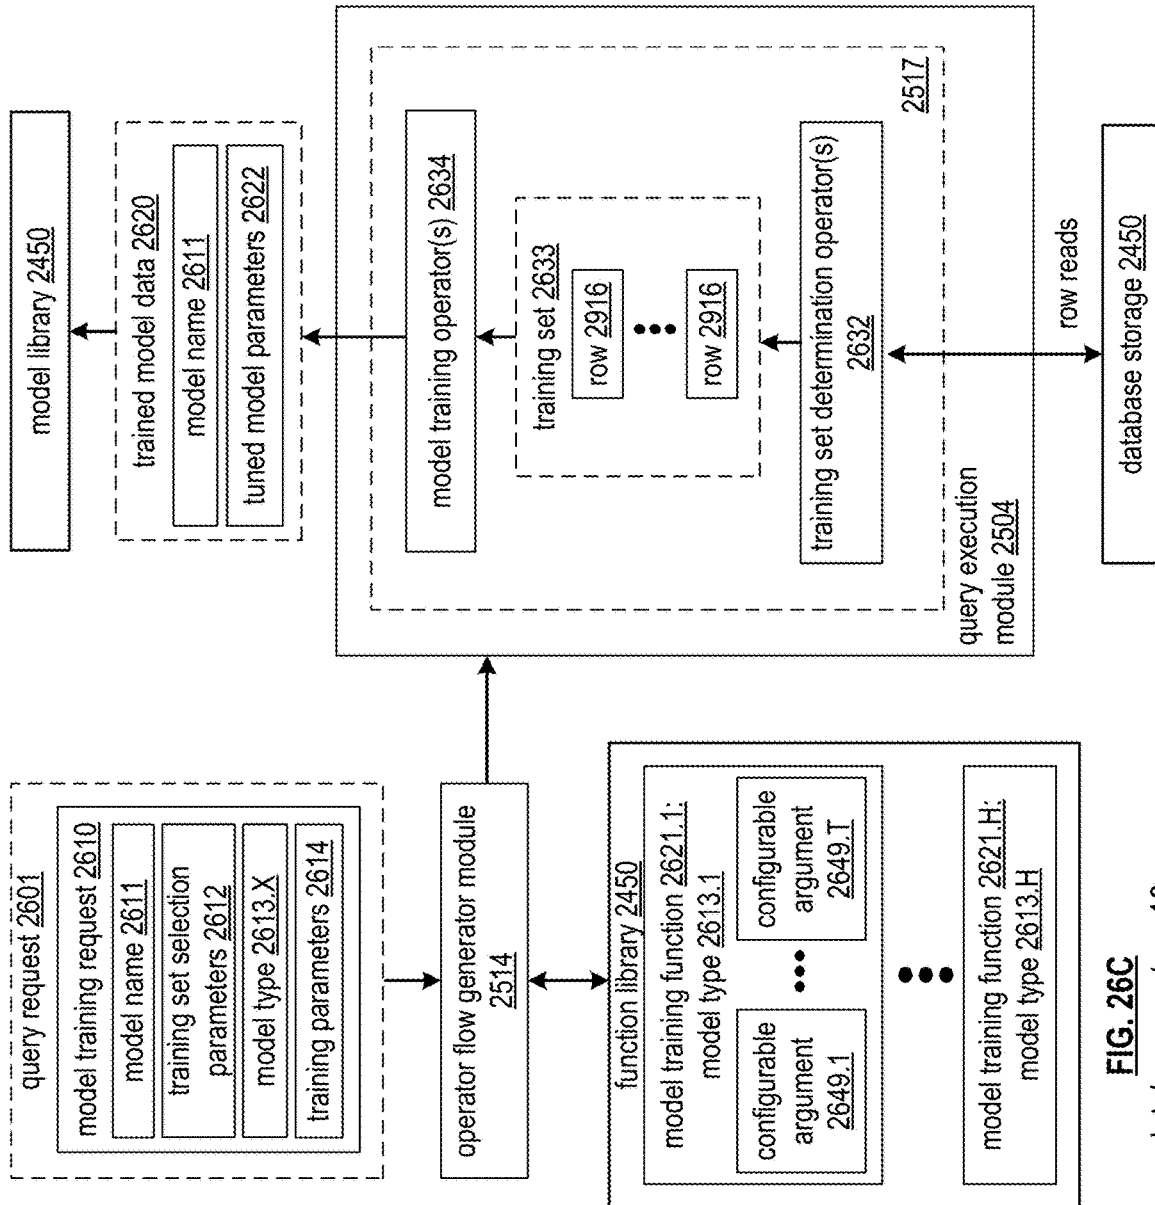 query request 2601
model training request 2610
model name 2611
training set selection
parameters 2612
model type 2613.X
training parameters 2614
operator flow generator module
2514
function library 2450
model training function 2621.1:
model type 2613.1
configurable
argument
2649.1
configurable
argument
2649.T
model training function 2621.H:
model type 2613.H
model library 2450
trained model data 2620
model name 2611
tuned model parameters 2622
model training operator(s) 2634
training set 2633
row 2916
row 2916
training set determination operator(s)
2632
2517
query execution
module 2504
row reads
database storage 2450
FIG. 26C